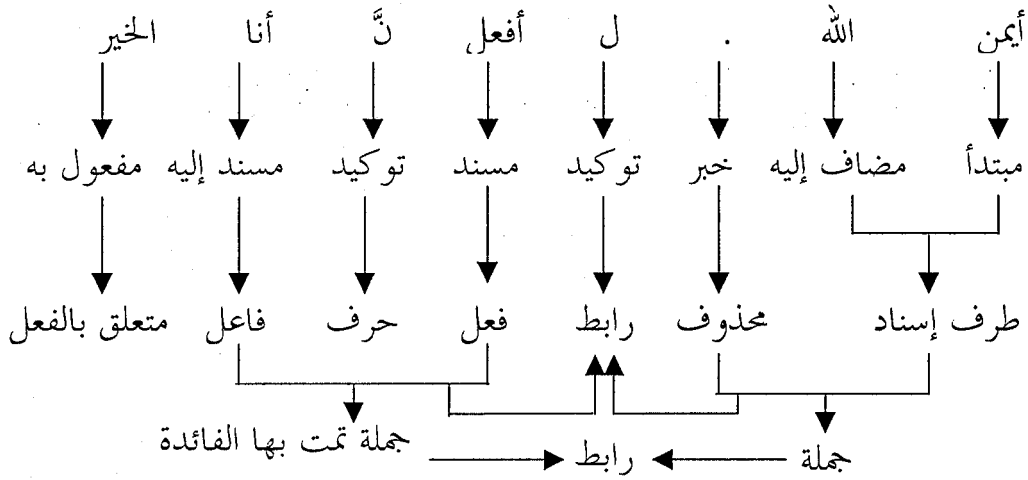 أيمن الله . ل أفعل نَّ أنا الخير
مبتدأ مضاف إليه خبر توكيد مسند توكيد مسند إليه مفعول به
طرف إسناد محذوف رابط فعل حرف فاعل متعلق بالفعل
جملة رابط جملة تمت بها الفائدة